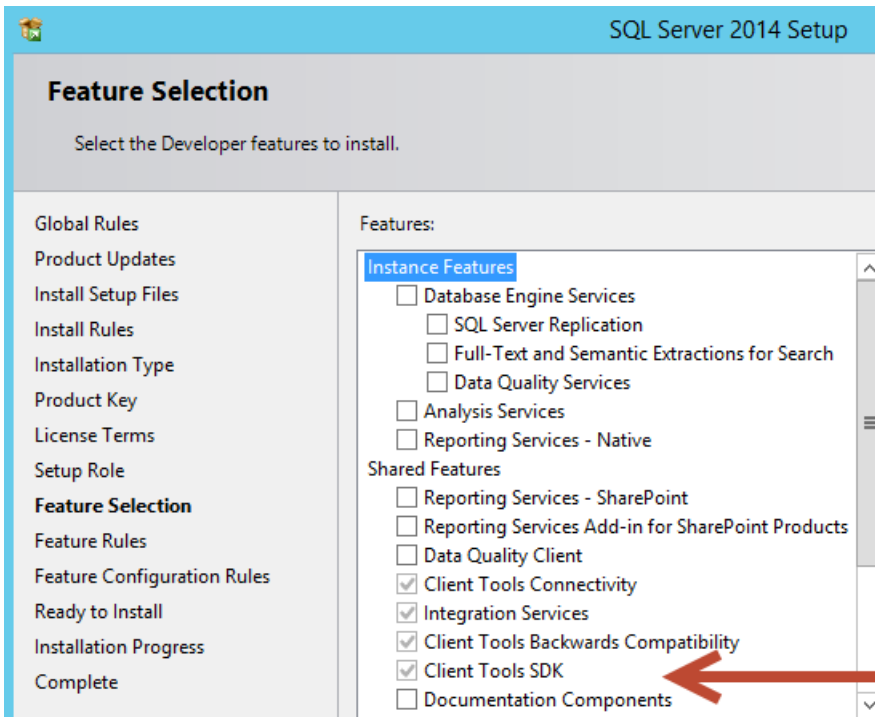 SQL Server 2014 Setup
Feature Selection
Select the Developer features to install.
Global Rules
Product Updates
Install Setup Files
Install Rules
Installation Type
Product Key
License Terms
Setup Role
Feature Selection
Feature Rules
Feature Configuration Rules
Ready to Install
Installation Progress
Complete
Features:
Instance Features
Database Engine Services
SQL Server Replication
Full-Text and Semantic Extractions for Search
Data Quality Services
Analysis Services
Reporting Services - Native
Shared Features
Reporting Services - SharePoint
Reporting Services Add-in for SharePoint Products
Data Quality Client
Client Tools Connectivity
Integration Services
Client Tools Backwards Compatibility
Client Tools SDK
Documentation Components